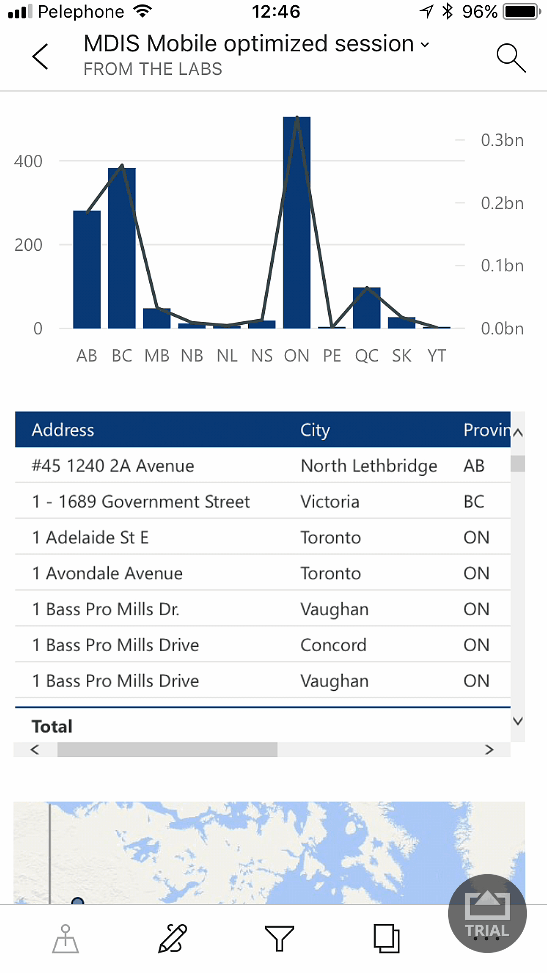 Pelephone 12:46 96%
MDIS Mobile optimized session
FROM THE LABS
0.3bn
400
0.2bn
200
0.1bn
0 0.0bn
AB BC MB NB NL NS ON PE QC SK YT
Address City Provin
#45 1240 2A Avenue North Lethbridge AB
1 - 1689 Government Street Victoria BC
1 Adelaide St E Toronto ON
1 Avondale Avenue Toronto ON
1 Bass Pro Mills Dr. Vaughan ON
1 Bass Pro Mills Drive Concord ON
1 Bass Pro Mills Drive Vaughan ON
Total
TRIAL